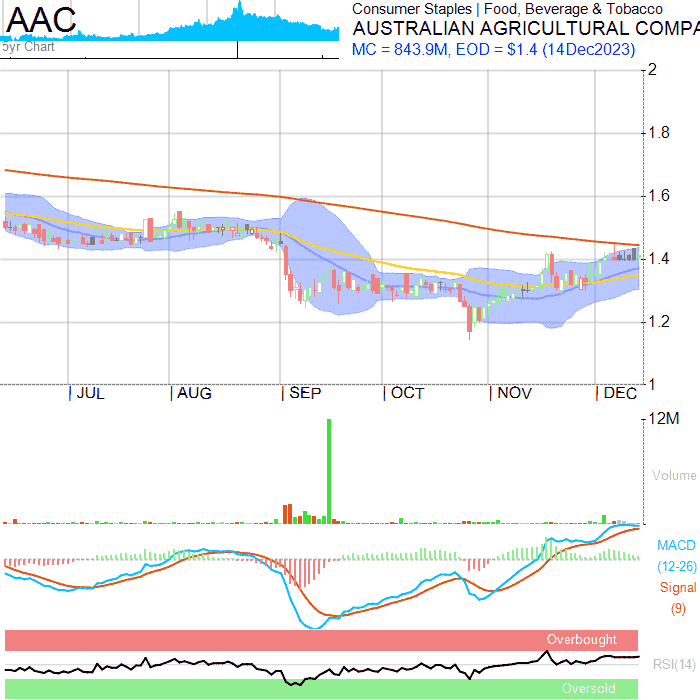 AAC
5yr Chart
Consumer Staples | Food, Beverage & Tobacco
AUSTRALIAN AGRICULTURAL COMPA
MC = 843.9M, EOD = $1.4 (14Dec2023)
2
1.8
1.6
1.4
1.2
1
JUL
AUG
SEP
OCT
NOV
DEC
12M
Volume
MACD
(12-26)
Signal
(9)
Overbought
RSI(14)
Oversold